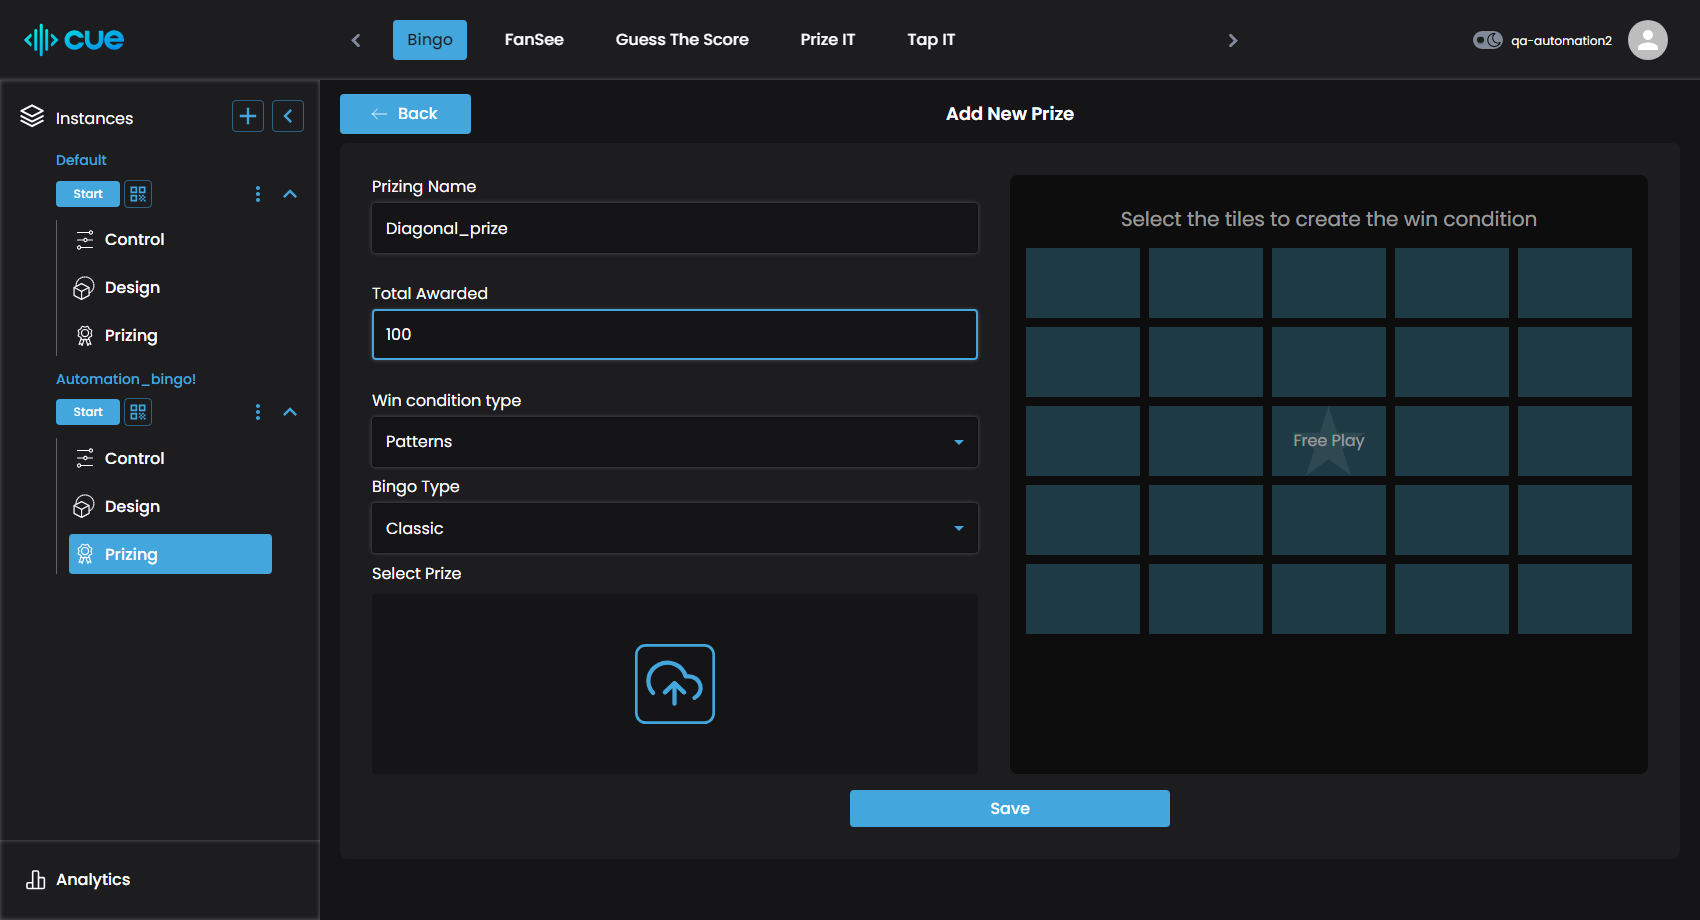 cue
Bingo
FanSee
Guess The Score
Prize IT
Tap IT
qa-automation2
Instances
Default
Start
Control
Design
Prizing
Automation_bingo!
Start
Control
Design
Prizing
Analytics
Back
Add New Prize
Prizing Name
Diagonal_prize
Total Awarded
100
Win condition type
Patterns
Bingo Type
Classic
Select Prize
Select the tiles to create the win condition
Free Play
Save